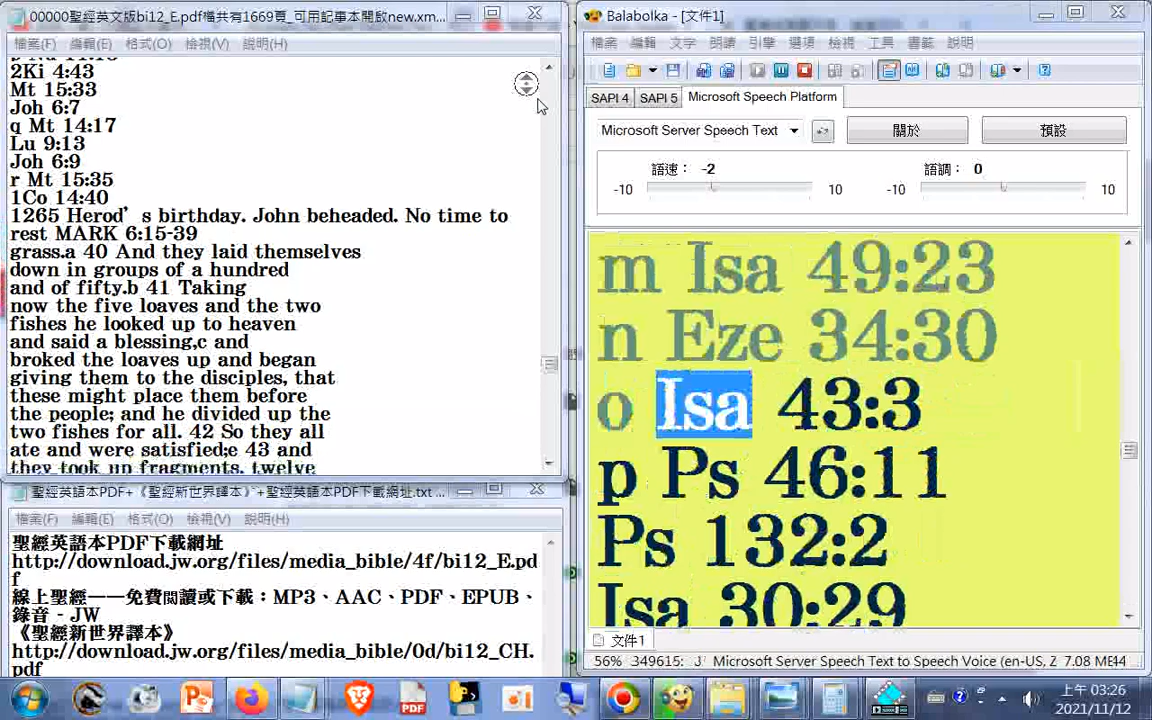 00000聖經英文版bi12_E.pdf檔共有1669頁_可用記事本開啟new.xm...
檔案(F) 編輯(E) 格式(O) 檢視(V) 說明(H)
2Ki 4:43
Mt 15:33
Joh 6:7
q Mt 14:17
Lu 9:13
Joh 6:9
r Mt 15:35
1Co 14:40
1265 Herod’s birthday. John beheaded. No time to
rest MARK 6:15-39
grass.a 40 And they laid themselves
down in groups of a hundred
and of fifty.b 41 Taking
now the five loaves and the two
fishes he looked up to heaven
and said a blessing,c and
broked the loaves up and began
giving them to the disciples, that
these might place them before
the people; and he divided up the
two fishes for all. 42 So they all
ate and were satisfied;e 43 and
they took up fragments, twelve
聖經英語本PDF+《聖經新世界譯本》+聖經英語本PDF下載網址.txt ...
檔案(F) 編輯(E) 格式(O) 檢視(V) 說明(H)
聖經英語本PDF下載網址
http://download.jw.org/files/media_bible/4f/bi12_E.pd
f
線上聖經——免費閱讀或下載：MP3、AAC、PDF、EPUB、
錄音 - JW
《聖經新世界譯本》
http://download.jw.org/files/media_bible/0d/bi12_CH.
pdf
Balabolka - [文件1]
檔案 編輯 文字 朗讀 引擎 選項 檢視 工具 書籤 說明
SAPI 4 SAPI 5 Microsoft Speech Platform
Microsoft Server Speech Text 關於 預設
語速： -2 語調： 0
-10 10 -10 10
m Isa 49:23
n Eze 34:30
o Isa 43:3
p Ps 46:11
Ps 132:2
Isa 30:29
文件1
56% 349615: Microsoft Server Speech Text to Speech Voice (en-US, Z 7.08 ME44
上午 03:26
2021/11/12